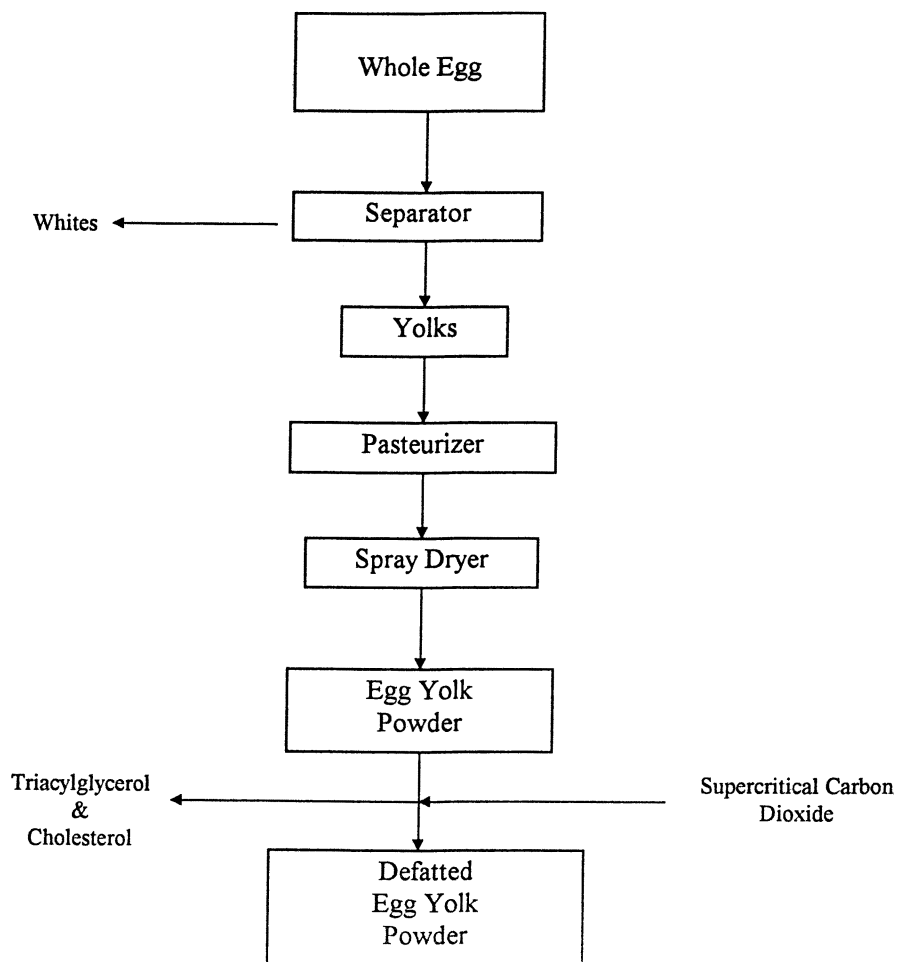 Whole Egg
Separator
Whites
Yolks
Pasteurizer
Spray Dryer
Egg Yolk
Powder
Triacylglycerol
&
Cholesterol
Supercritical Carbon
Dioxide
Defatted
Egg Yolk
Powder